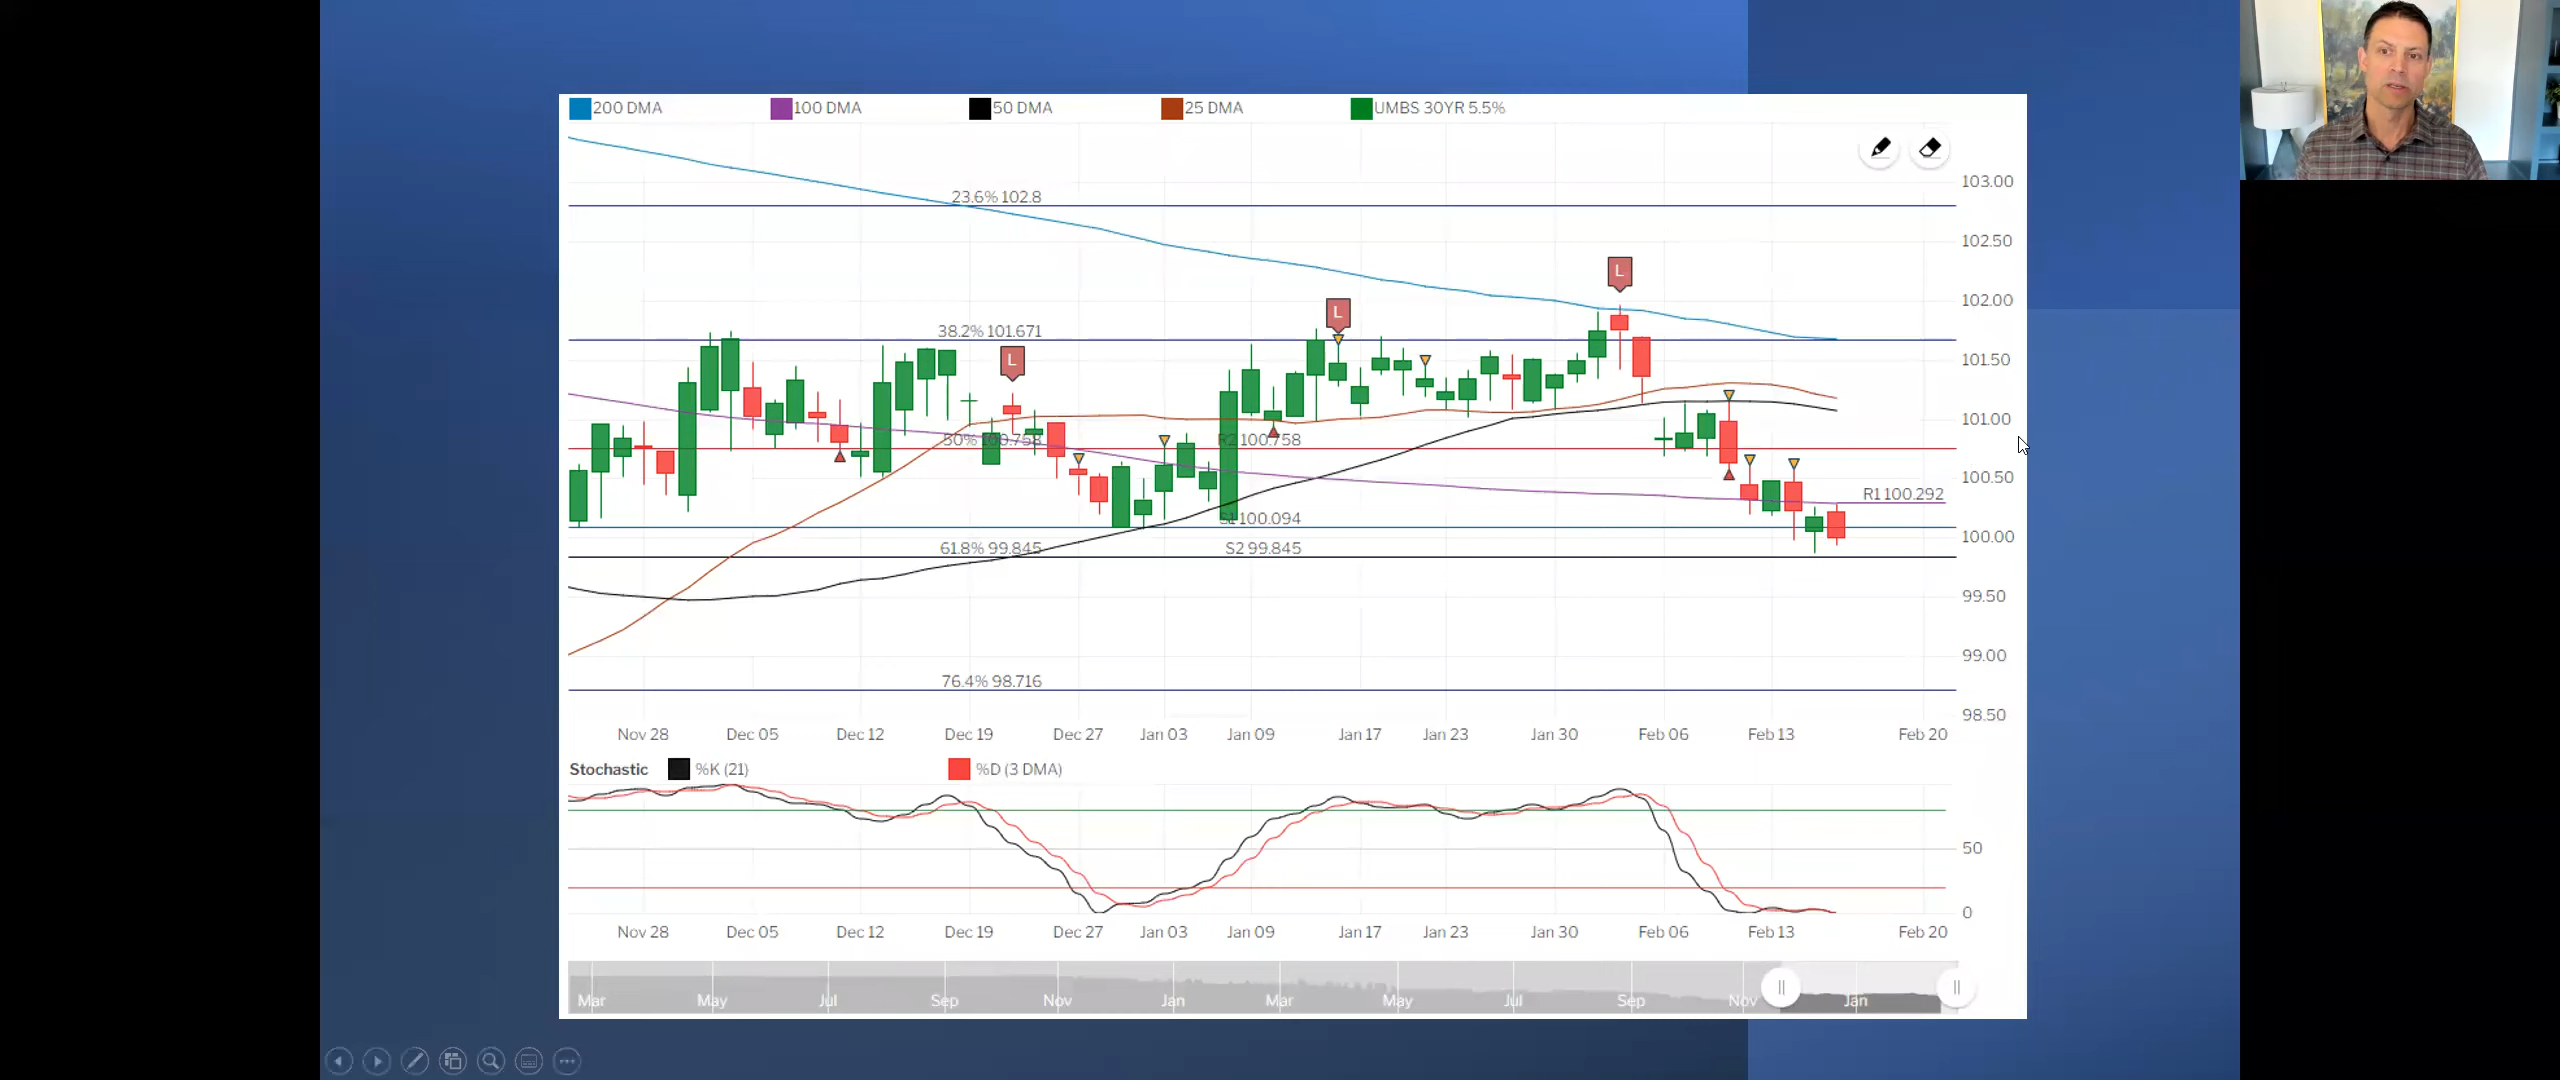 200 DMA 100 DMA 50 DMA 25 DMA UMBS 30YR 5.5%
103.00
23.6% 102.8
102.50
L
102.00
L
38.2% 101.671
101.50
L
101.00
50% 100.758 R2 100.758
100.50
R1 100.292
S1 100.094
100.00
61.8% 99.845 S2 99.845
99.50
99.00
76.4% 98.716
98.50
Nov 28 Dec 05 Dec 12 Dec 19 Dec 27 Jan 03 Jan 09 Jan 17 Jan 23 Jan 30 Feb 06 Feb 13 Feb 20
Stochastic %K (21) %D (3 DMA)
50
0
Nov 28 Dec 05 Dec 12 Dec 19 Dec 27 Jan 03 Jan 09 Jan 17 Jan 23 Jan 30 Feb 06 Feb 13 Feb 20
Mar May Jul Sep Nov Jan Mar May Jul Sep Nov Jan